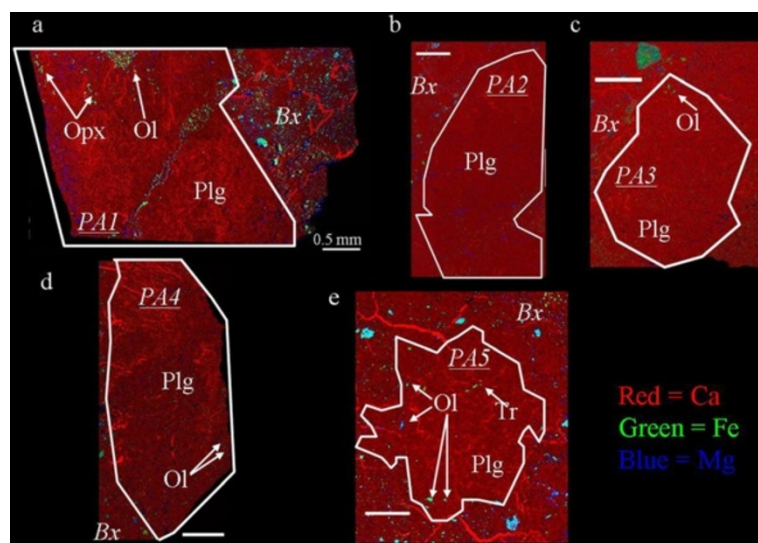 a
Opx
Ol
Bx
Plg
PA1
0.5 mm
b
Bx
PA2
Plg
c
Ol
Bx
PA3
Plg
d
PA4
Plg
Ol
Bx
e
Bx
PA5
Ol
Tr
Plg
Red = Ca
Green = Fe
Blue = Mg